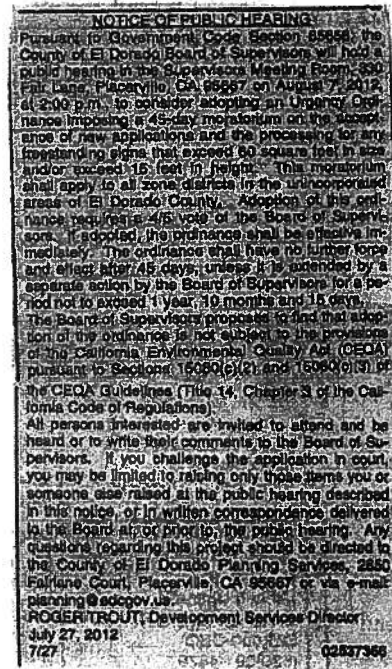 NOTICE OF PUBLIC HEARING
Pursuant to Government Code Section 65858, the
County of El Dorado Board of Supervisors will hold a
public hearing in the Supervisors Meeting Room, 330
Fair Lane, Placerville, CA 95667 on August 7, 2012,
at 2:00 p.m., to consider adopting an Urgency Ordi-
nance imposing a 45-day moratorium on the accept-
ance of new applications and the processing for any
freestanding signs that exceed 50 square feet in size
and/or exceed 15 feet in height. This moratorium
shall apply to all zone districts in the unincorporated
areas of El Dorado County. Adoption of this ordi-
nance requires a 4/5 vote of the Board of Supervi-
sors. If adopted, the ordinance shall be effective im-
mediately. The ordinance shall have no further force
and effect after 45 days, unless it is extended by a
separate action by the Board of Supervisors for a pe-
riod not to exceed 1 year, 10 months and 15 days.
The Board of Supervisors proposes to find that adop-
tion of the ordinance is not subject to the provisions
of the California Environmental Quality Act (CEQA)
pursuant to Sections 15060(c)(2) and 15060(c)(3) of
the CEQA Guidelines (Title 14, Chapter 3 of the Cal-
ifornia Code of Regulations).
All persons interested are invited to attend and be
heard or to write their comments to the Board of Su-
pervisors. If you challenge the application in court,
you may be limited to raising only those items you or
someone else raised at the public hearing described
in this notice, or in written correspondence delivered
to the Board at, or prior to, the public hearing. Any
questions regarding this project should be directed to
the County of El Dorado Planning Services, 2850
Fairlane Court, Placerville, CA 95667 or via e-mail:
planning@edcgov.us.
ROGER TROUT, Development Services Director
July 27, 2012
7/27 02537365